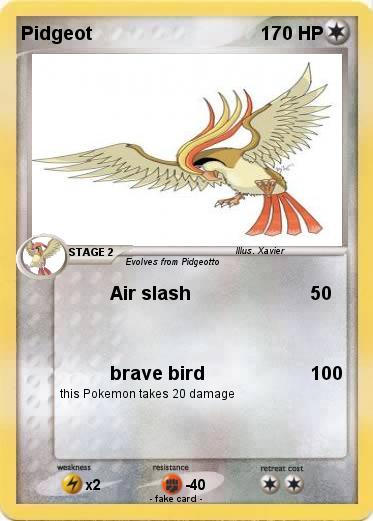 Pidgeot 170 HP
STAGE 2
Illus. Xavier
Evolves from Pidgeotto
Air slash 50
brave bird 100
this Pokemon takes 20 damage
weakness resistance retreat cost
x2 -40
- fake card -